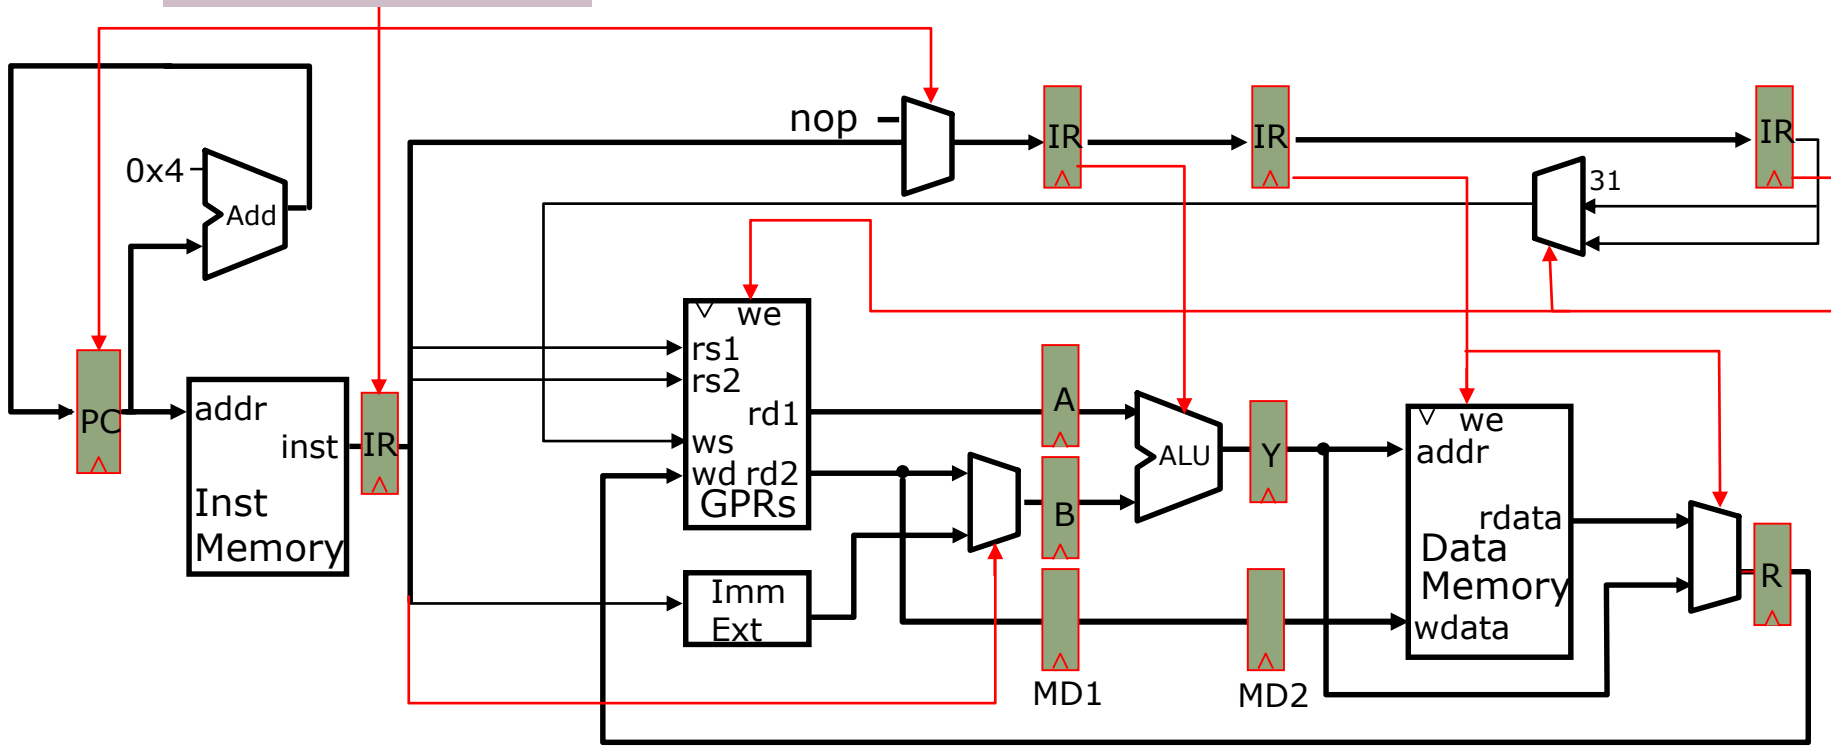 nop
IR
IR
IR
0x4
31
Add
we
rs1
rs2
rd1
ws
wd rd2
GPRs
PC
addr
inst
Inst
Memory
IR
A
B
ALU
Y
we
addr
rdata
Data
Memory
wdata
R
Imm
Ext
MD1
MD2